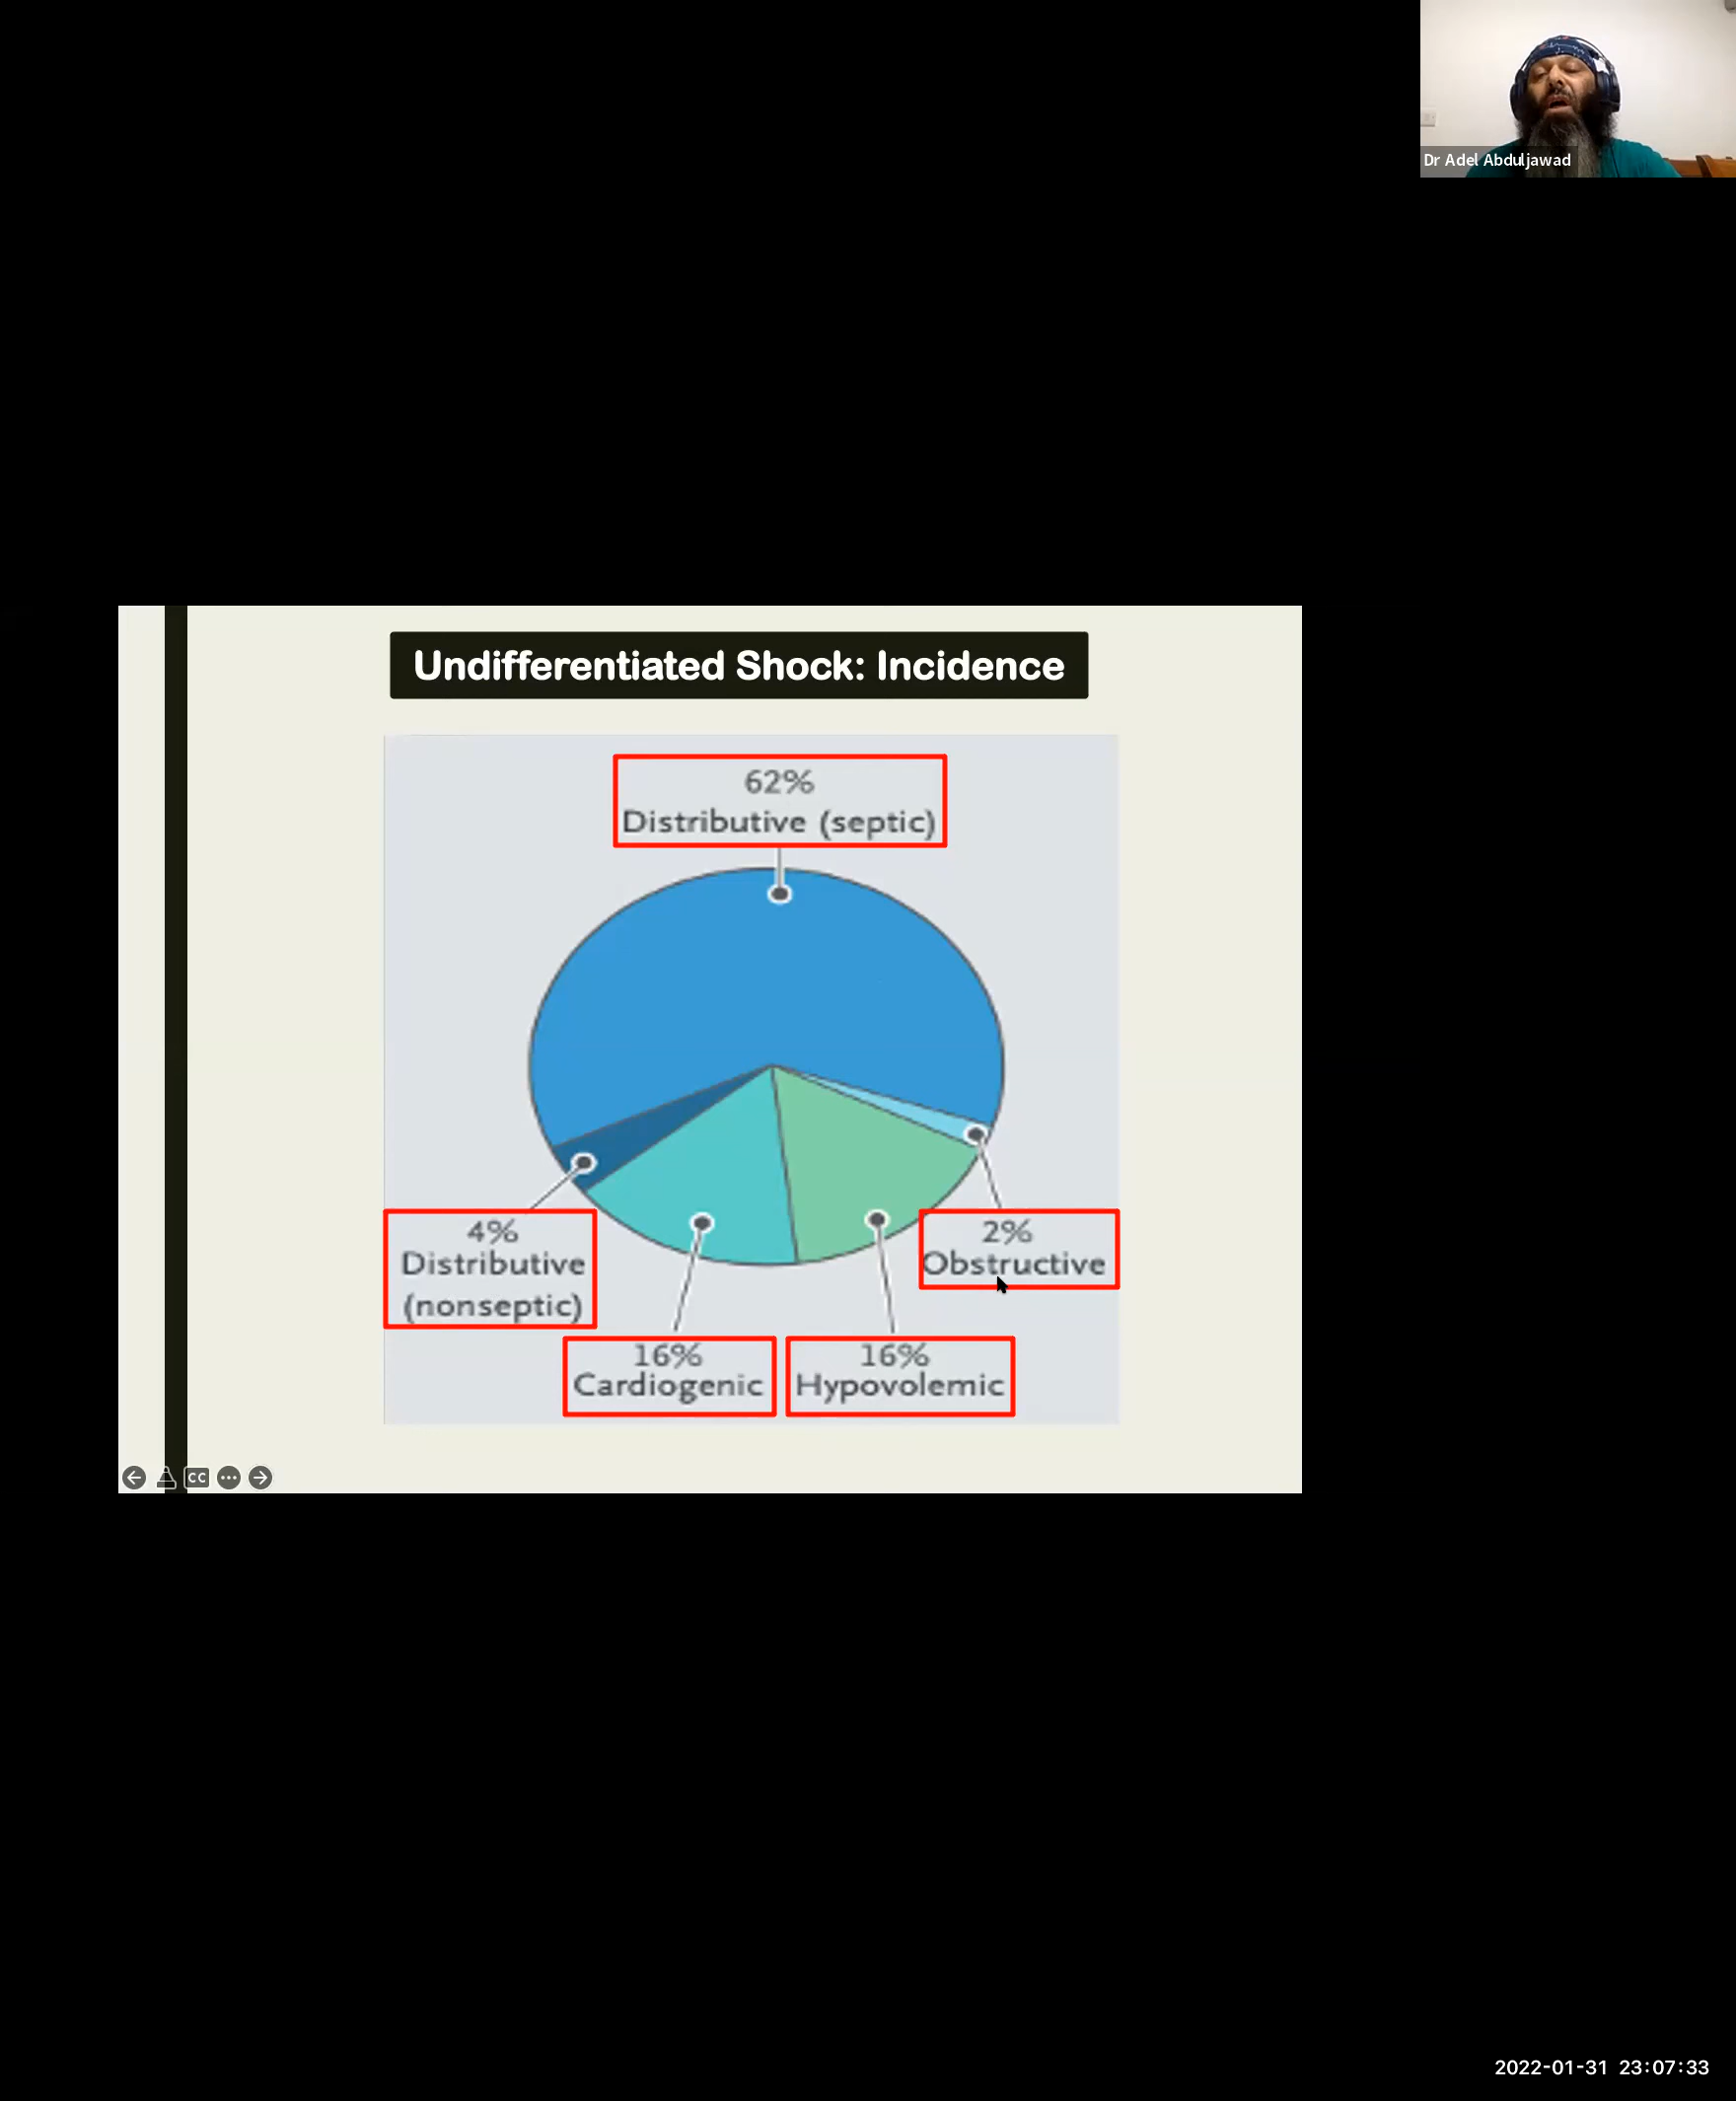 Dr Adel Abduljawad
Undifferentiated Shock: Incidence
62%
Distributive (septic)
4%
Distributive
(nonseptic)
2%
Obstructive
16%
Cardiogenic
16%
Hypovolemic
CC
2022-01-31 23:07:33